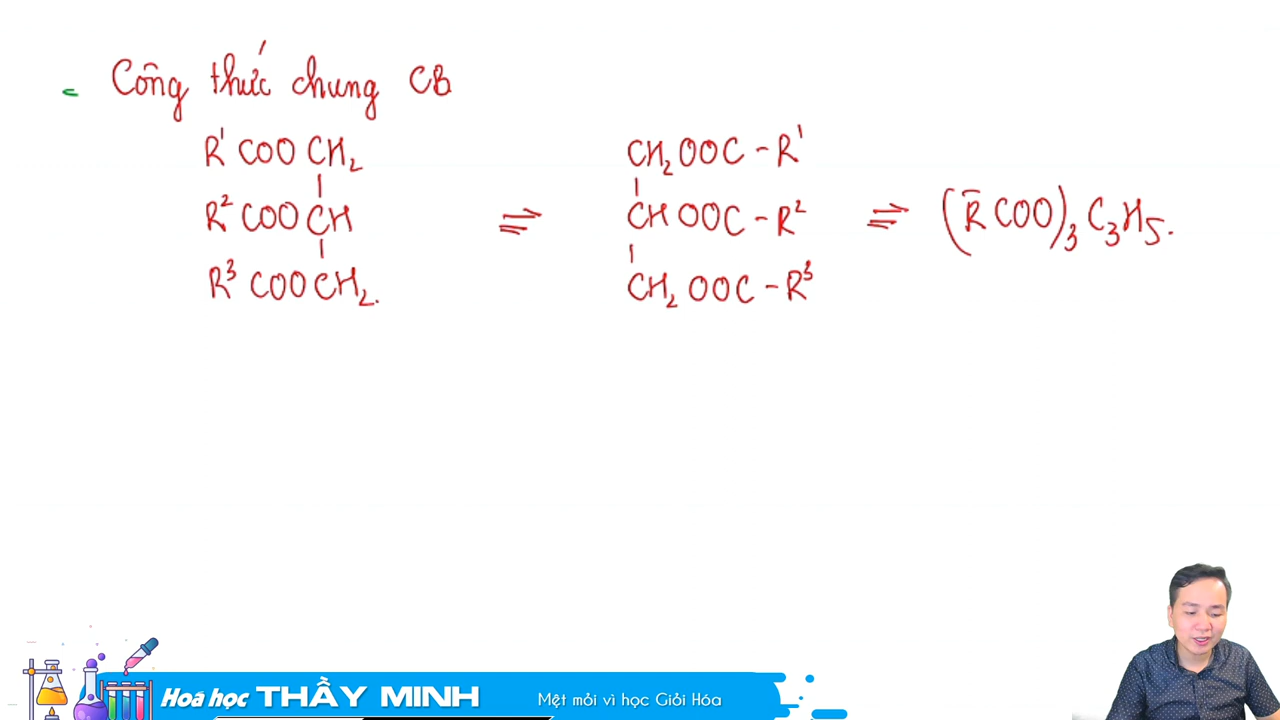 Công thức chung CB
R¹COOCH₂ CH₂OOC-R¹
R²COOCH ⇌ CHOOC-R² ⇌ (R̄COO)₃C₃H₅.
R³COOCH₂. CH₂OOC-R³
Hoá học THẦY MINH Mệt mỏi vì học Giỏi Hóa